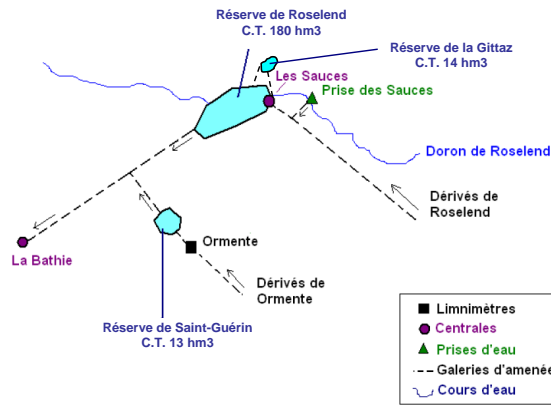 Réserve de Roselend
C.T. 180 hm3
Réserve de la Gittaz
C.T. 14 hm3
Les Sauces
Prise des Sauces
Doron de Roselend
Dérivés de
Roselend
Ormente
La Bathie
Dérivés de
Ormente
Réserve de Saint-Guérin
C.T. 13 hm3
Limnimètres
Centrales
Prises d'eau
Galeries d'amenée
Cours d'eau